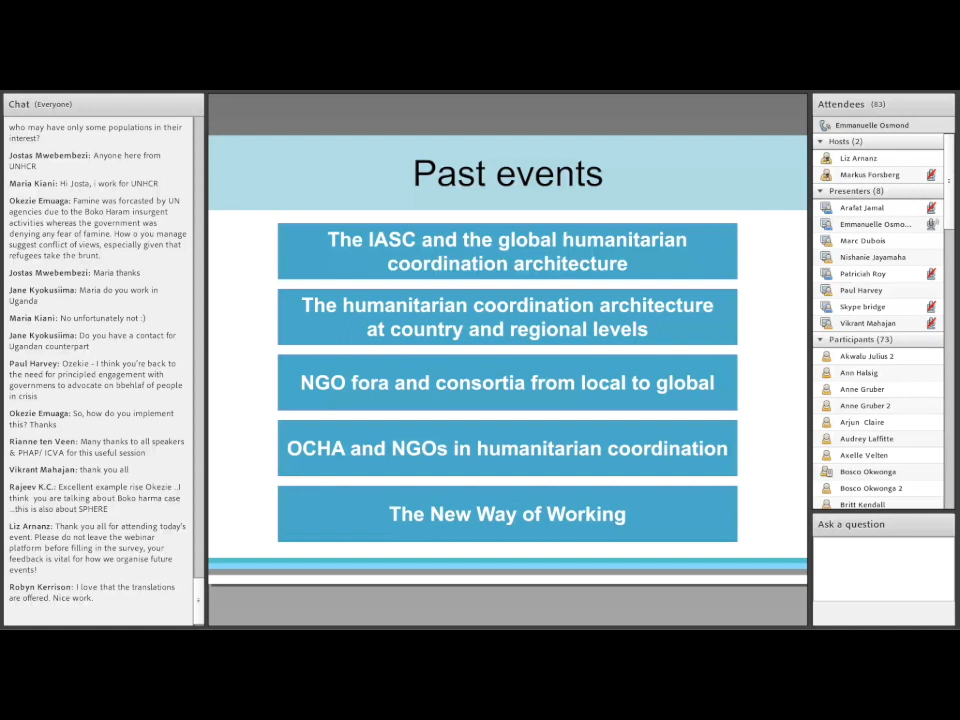 Chat (Everyone)
who may have only some populations in their
interest?
Jostas Mwebembezi: Anyone here from
UNHCR
Maria Kiani: Hi Josta, i work for UNHCR
Okezie Emuaga: Famine was forcasted by UN
agencies due to the Boko Haram insurgent
activities whereas the government was
denying any fear of famine. How o you manage
suggest conflict of views, especially given that
refugees take the brunt.
Jostas Mwebembezi: Maria thanks
Jane Kyokusiima: Maria do you work in
Uganda
Maria Kiani: No unfortunately not :)
Jane Kyokusiima: Do you have a contact for
Ugandan counterpart
Paul Harvey: Ozekie - I think you're back to
the need for principled engagement with
governmens to advocate on bbehlaf of people
in crisis
Okezie Emuaga: So, how do you implement
this? Thanks
Rianne ten Veen: Many thanks to all speakers
& PHAP/ ICVA for this useful session
Vikrant Mahajan: thank you all
Rajeev K.C.: Excellent example rise Okezie ..I
think you are talking about Boko harma case
...this is also about SPHERE
Liz Arnanz: Thank you all for attending today's
event. Please do not leave the webinar
platform before filling in the survey, your
feedback is vital for how we organise future
events!
Robyn Kerrison: I love that the translations
are offered. Nice work.
Past events
The IASC and the global humanitarian
coordination architecture
The humanitarian coordination architecture
at country and regional levels
NGO fora and consortia from local to global
OCHA and NGOs in humanitarian coordination
The New Way of Working
Attendees (83)
Emmanuelle Osmond
Hosts (2)
Liz Arnanz
Markus Forsberg
Presenters (8)
Arafat Jamal
Emmanuelle Osmo...
Marc Dubois
Nishanie Jayamaha
Patriciah Roy
Paul Harvey
Skype bridge
Vikrant Mahajan
Participants (73)
Akwalu Julius 2
Ann Halsig
Anne Gruber
Anne Gruber 2
Arjun Claire
Audrey Laffitte
Axelle Velten
Bosco Okwonga
Bosco Okwonga 2
Britt Kendall
Ask a question